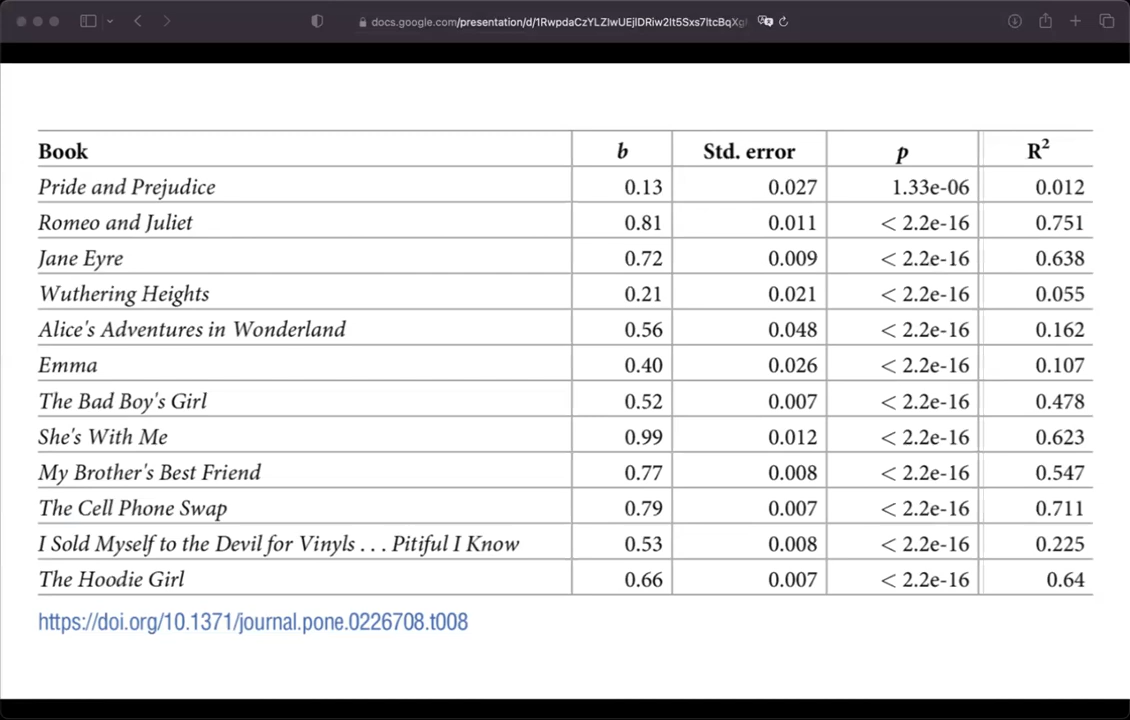 docs.google.com/presentation/d/
Book b Std. error p R²
Pride and Prejudice 0.13 0.027 1.33e-06 0.012
Romeo and Juliet 0.81 0.011 < 2.2e-16 0.751
Jane Eyre 0.72 0.009 < 2.2e-16 0.638
Wuthering Heights 0.21 0.021 < 2.2e-16 0.055
Alice's Adventures in Wonderland 0.56 0.048 < 2.2e-16 0.162
Emma 0.40 0.026 < 2.2e-16 0.107
The Bad Boy's Girl 0.52 0.007 < 2.2e-16 0.478
She's With Me 0.99 0.012 < 2.2e-16 0.623
My Brother's Best Friend 0.77 0.008 < 2.2e-16 0.547
The Cell Phone Swap 0.79 0.007 < 2.2e-16 0.711
I Sold Myself to the Devil for Vinyls . . . Pitiful I Know 0.53 0.008 < 2.2e-16 0.225
The Hoodie Girl 0.66 0.007 < 2.2e-16 0.64
https://doi.org/10.1371/journal.pone.0226708.t008